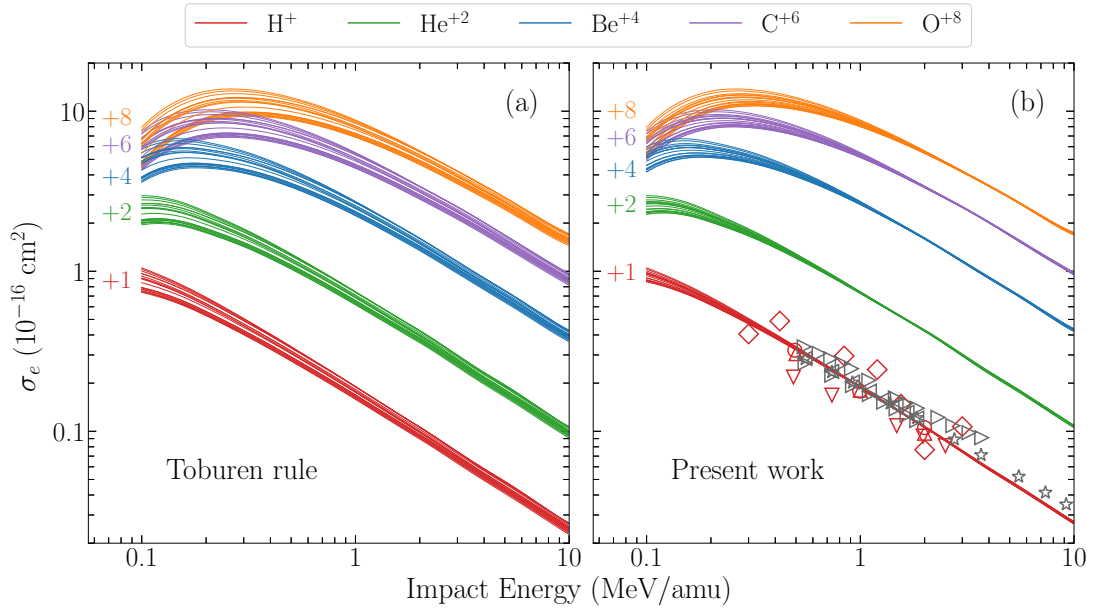 H⁺ He⁺² Be⁺⁴ C⁺⁶ O⁺⁸
(a) (b)
10 +8 +6 +4 +2 +8 +6 +4 +2
1 +1 +1
0.1
σₑ (10⁻¹⁶ cm²)
Toburen rule Present work
0.1 1 10 0.1 1 10
Impact Energy (MeV/amu)